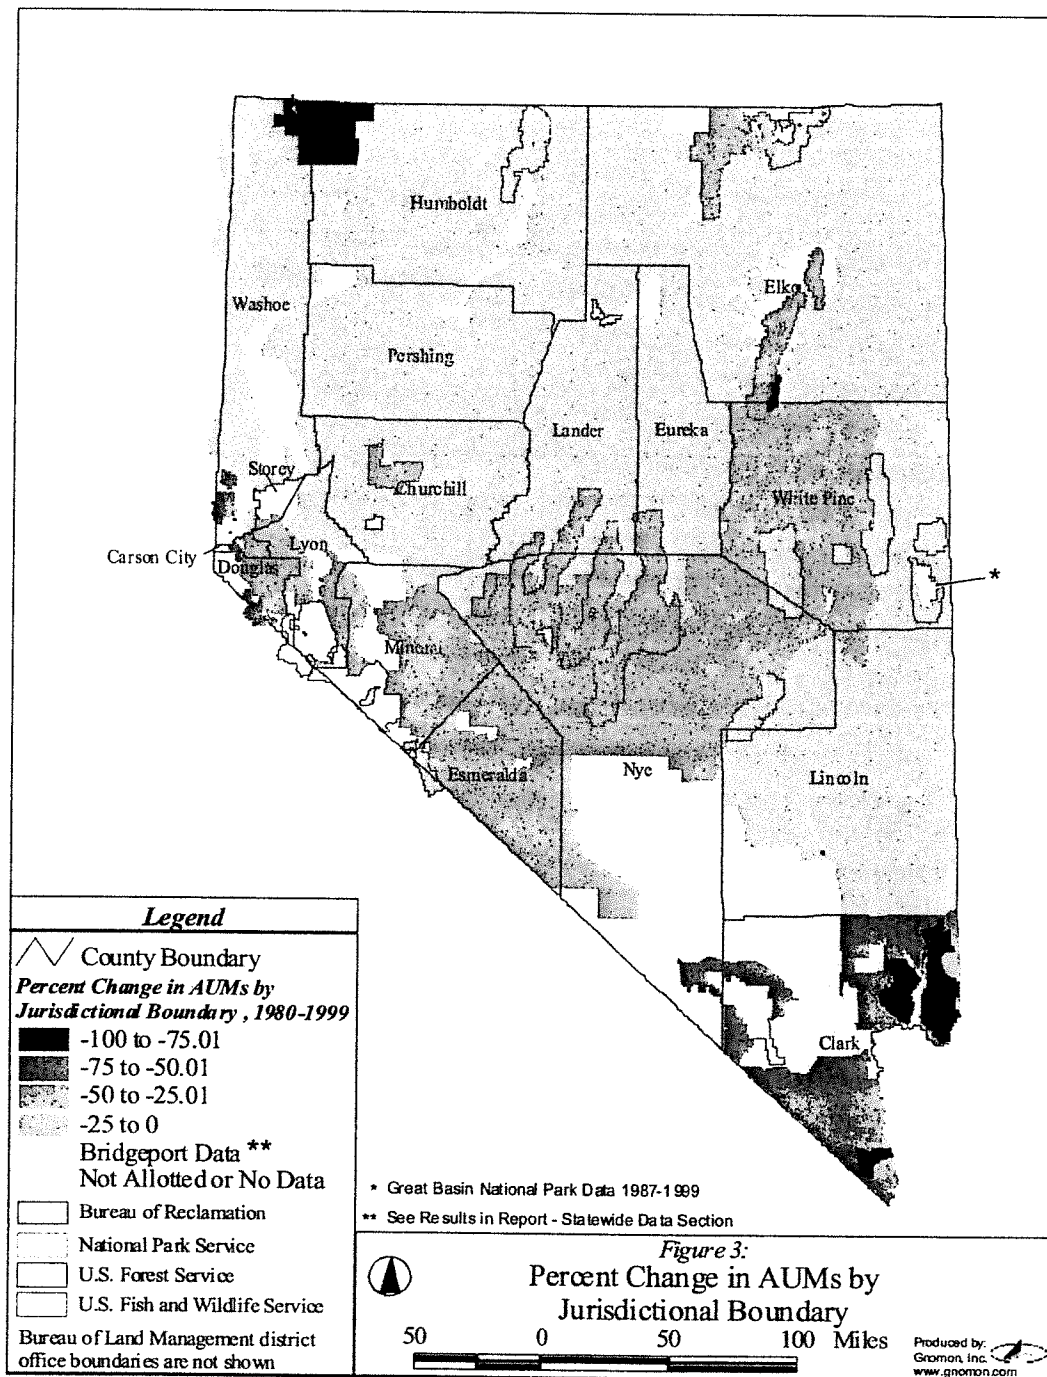 Humboldt
Elko
Washoe
Pershing
Lander
Eureka
Storey
Churchill
White Pine
Carson City
Lyon
Douglas
*
Mineral
Esmeralda
Nye
Lincoln
Clark
Legend
County Boundary
Percent Change in AUMs by
Jurisdictional Boundary , 1980-1999
-100 to -75.01
-75 to -50.01
-50 to -25.01
-25 to 0
Bridgeport Data **
Not Allotted or No Data
Bureau of Reclamation
National Park Service
U.S. Forest Service
U.S. Fish and Wildlife Service
Bureau of Land Management district
office boundaries are not shown
* Great Basin National Park Data 1987-1999
** See Results in Report - Statewide Data Section
Figure 3:
Percent Change in AUMs by
Jurisdictional Boundary
50 0 50 100 Miles
Produced by:
Gnomon, Inc.
www.gnomon.com